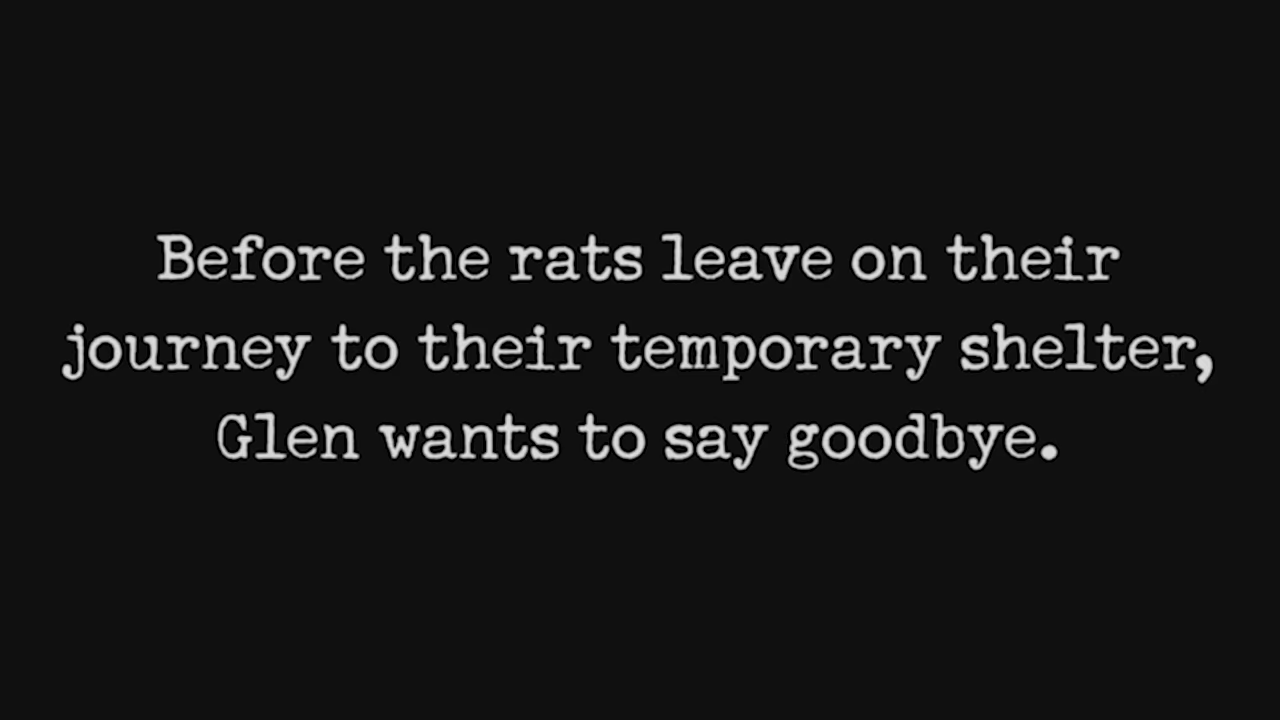 Before the rats leave on their
journey to their temporary shelter,
Glen wants to say goodbye.